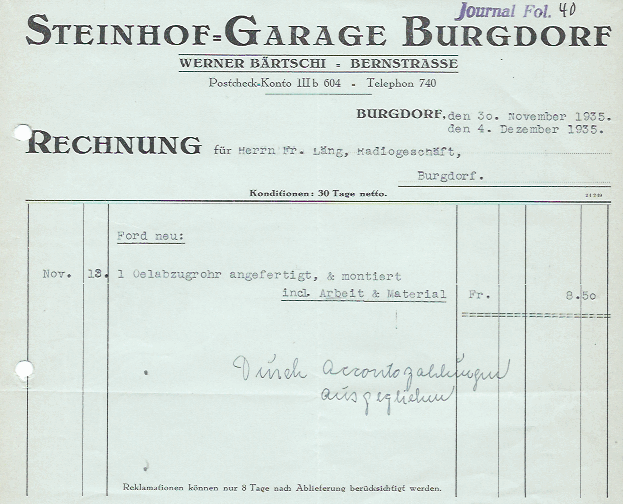 Journal Fol. 40
STEINHOF=GARAGE BURGDORF
WERNER BÄRTSCHI - BERNSTRASSE
Postcheck-Konto IIIb 604 - Telephon 740
BURGDORF, den 30. November 1935.
den 4. Dezember 1935.
RECHNUNG für Herrn Fr. Läng, Radiogeschäft,
Burgdorf.
Konditionen: 30 Tage netto.
Ford neu:
Nov. 18. 1 Oelabzugrohr angefertigt, & montiert
incl. Arbeit & Material Fr. 8.50
Durch Accontozahlungen
ausgeglichen
Reklamationen können nur 8 Tage nach Ablieferung berücksichtigt werden.